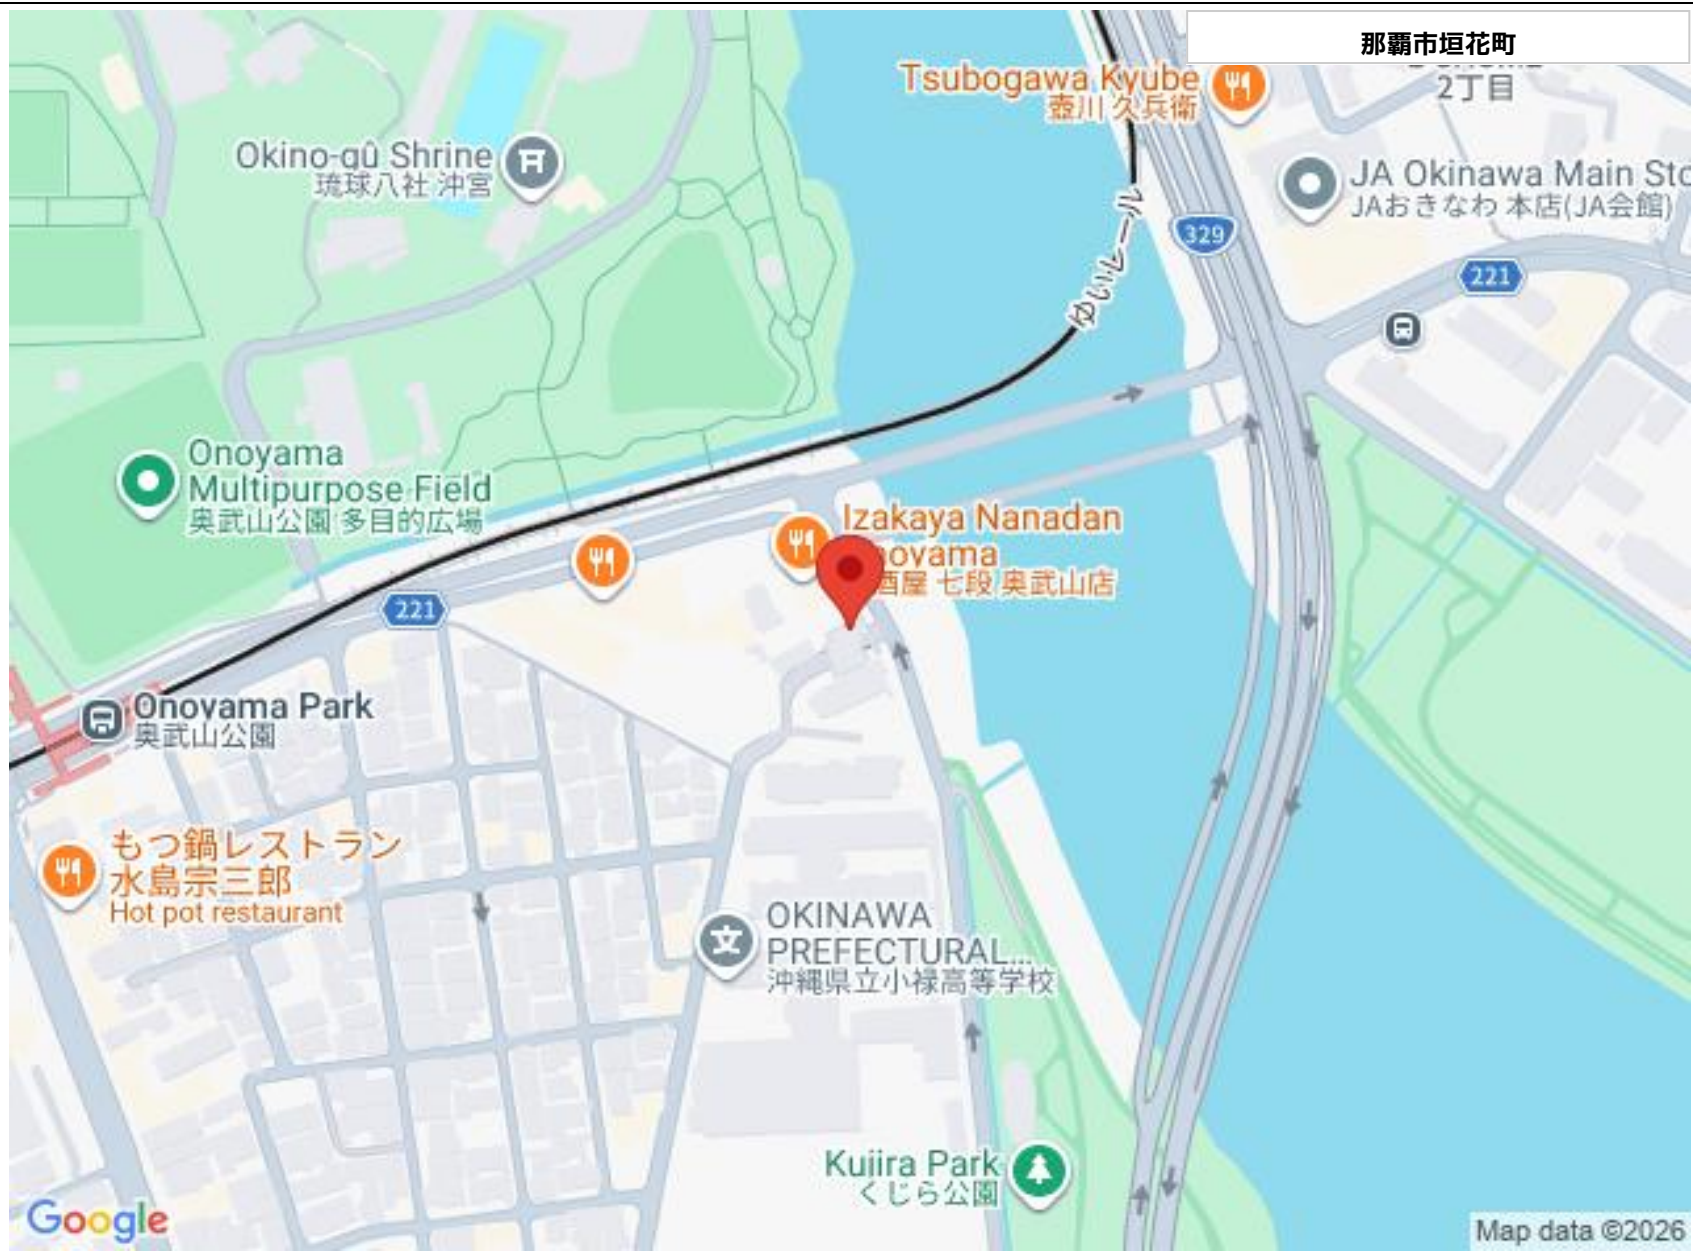 那覇市垣花町
2丁目
Tsubogawa Kyube
壺川 久兵衛
Okino-gû Shrine
琉球八社 沖宮
JA Okinawa Main Sto
JAおきなわ 本店(JA会館)
ゆいレール
329
221
Onoyama
Multipurpose Field
奥武山公園 多目的広場
Izakaya Nanadan
noyama
酒屋 七段 奥武山店
221
Onoyama Park
奥武山公園
もつ鍋レストラン
水島宗三郎
Hot pot restaurant
OKINAWA
PREFECTURAL...
沖縄県立小禄高等学校
Kujira Park
くじら公園
Google
Map data ©2026